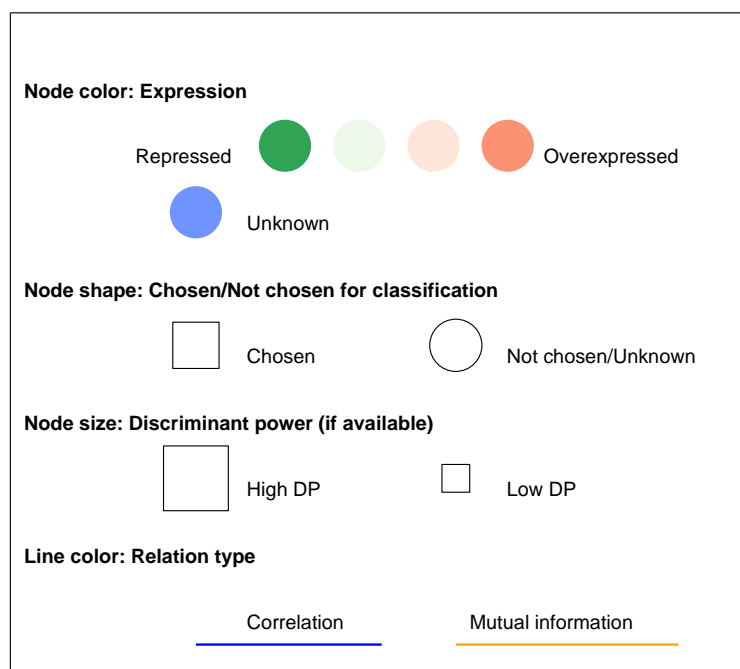 Node color: Expression
Repressed Overexpressed
Unknown
Node shape: Chosen/Not chosen for classification
Chosen Not chosen/Unknown
Node size: Discriminant power (if available)
High DP Low DP
Line color: Relation type
Correlation Mutual information